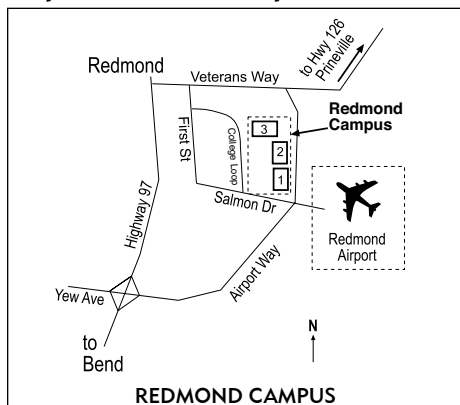 to Hwy 126
Prineville
Redmond
Veterans Way
Redmond
Campus
First St
College Loop
3
2
1
Salmon Dr
Highway 97
Airport Way
Redmond
Airport
Yew Ave
to
Bend
N
REDMOND CAMPUS